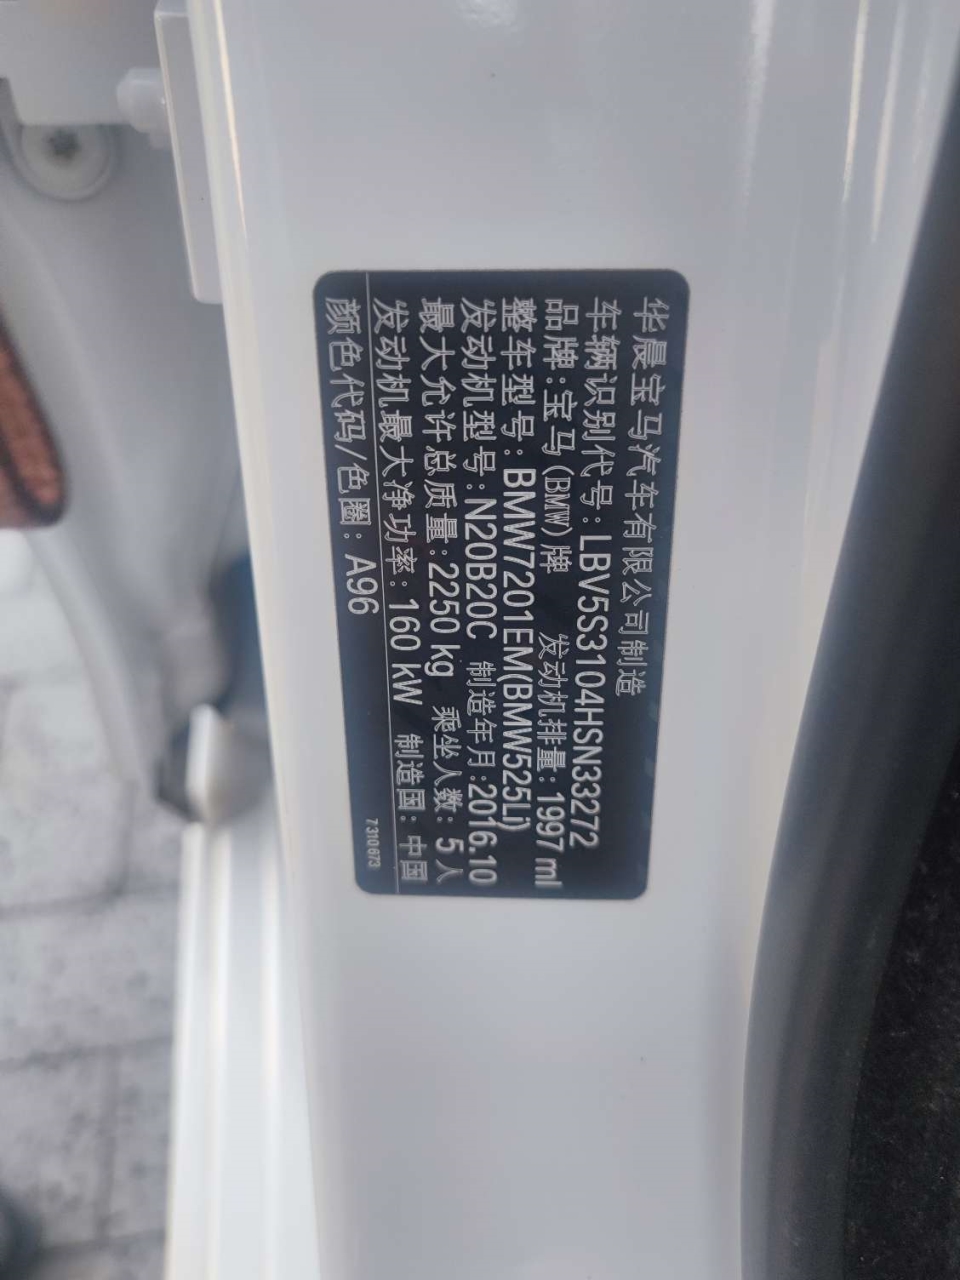 华晨宝马汽车有限公司制造
车辆识别代号:LBV5S3104HSN33272
品牌:宝马(BMW)牌 发动机排量:1997 ml
整车型号:BMW7201EM(BMW525Li)
发动机型号:N20B20C 制造年月:2016.10
最大允许总质量:2250 kg 乘坐人数:5人
发动机最大净功率:160 kW 制造国:中国
颜色代码/色圈:A96
7310673